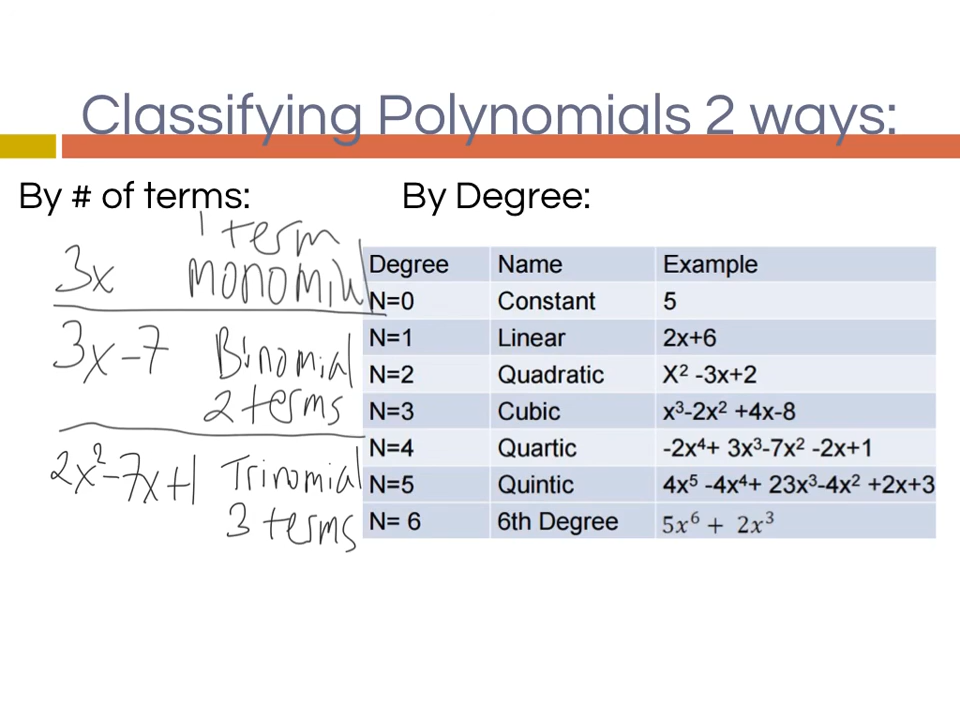 Classifying Polynomials 2 ways:
By # of terms:
1 term
3x monomial
3x-7 Binomial
2 terms
2x²-7x+1 Trinomial
3 terms
By Degree:
Degree Name Example
N=0 Constant 5
N=1 Linear 2x+6
N=2 Quadratic X² -3x+2
N=3 Cubic x³-2x² +4x-8
N=4 Quartic -2x⁴+ 3x³-7x² -2x+1
N=5 Quintic 4x⁵ -4x⁴+ 23x³-4x² +2x+3
N= 6 6th Degree 5x⁶ + 2x³